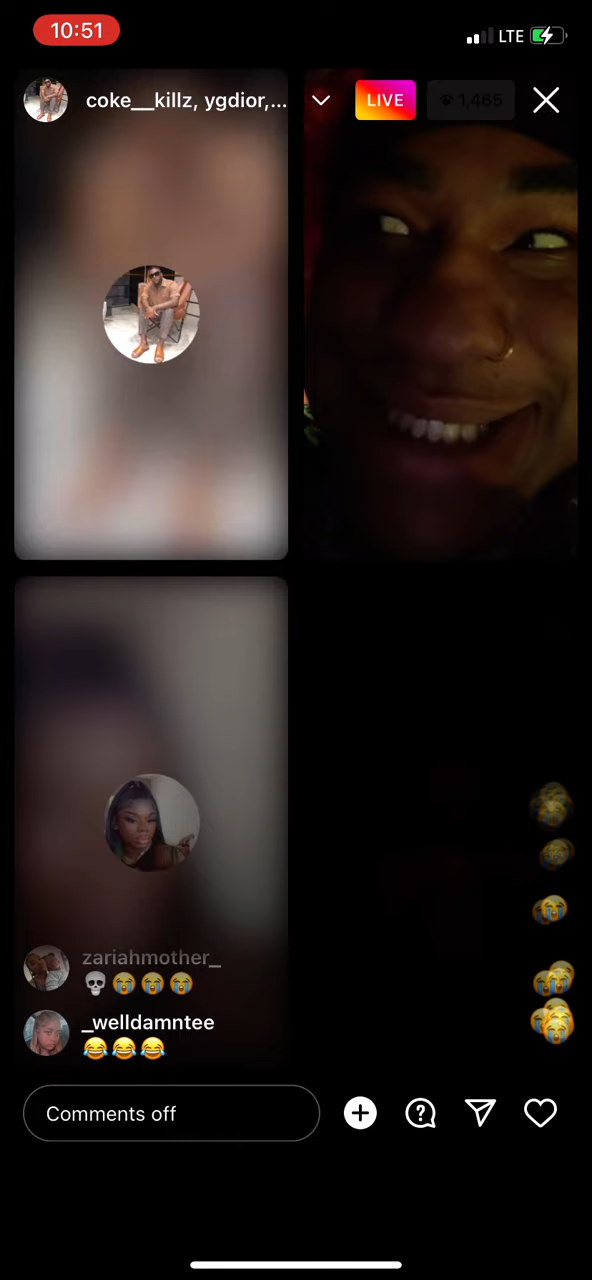 10:51
LTE
coke__killz, ygdior,...
LIVE
1,465
zariahmother_
💀😭😭😭
_welldamntee
😂😂😂
Comments off